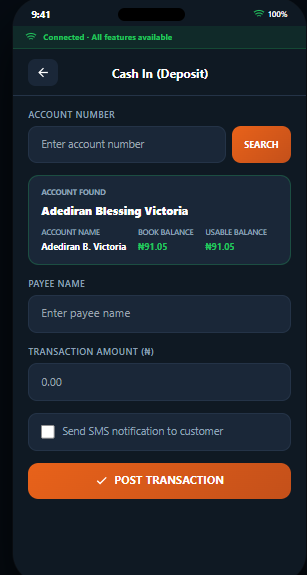 9:41 100%
Connected · All features available
Cash In (Deposit)
ACCOUNT NUMBER
Enter account number SEARCH
ACCOUNT FOUND
Adediran Blessing Victoria
ACCOUNT NAME BOOK BALANCE USABLE BALANCE
Adediran B. Victoria ₦91.05 ₦91.05
PAYEE NAME
Enter payee name
TRANSACTION AMOUNT (₦)
0.00
Send SMS notification to customer
POST TRANSACTION